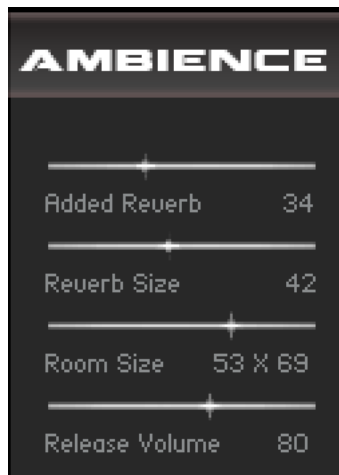 AMBIENCE
Added Reverb 34
Reverb Size 42
Room Size 53 X 69
Release Volume 80